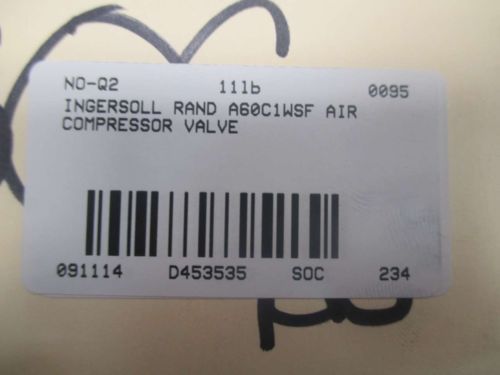 NO-Q2 11lb 0095
INGERSOLL RAND A60C1WSF AIR
COMPRESSOR VALVE
091114 D453535 SOC 234